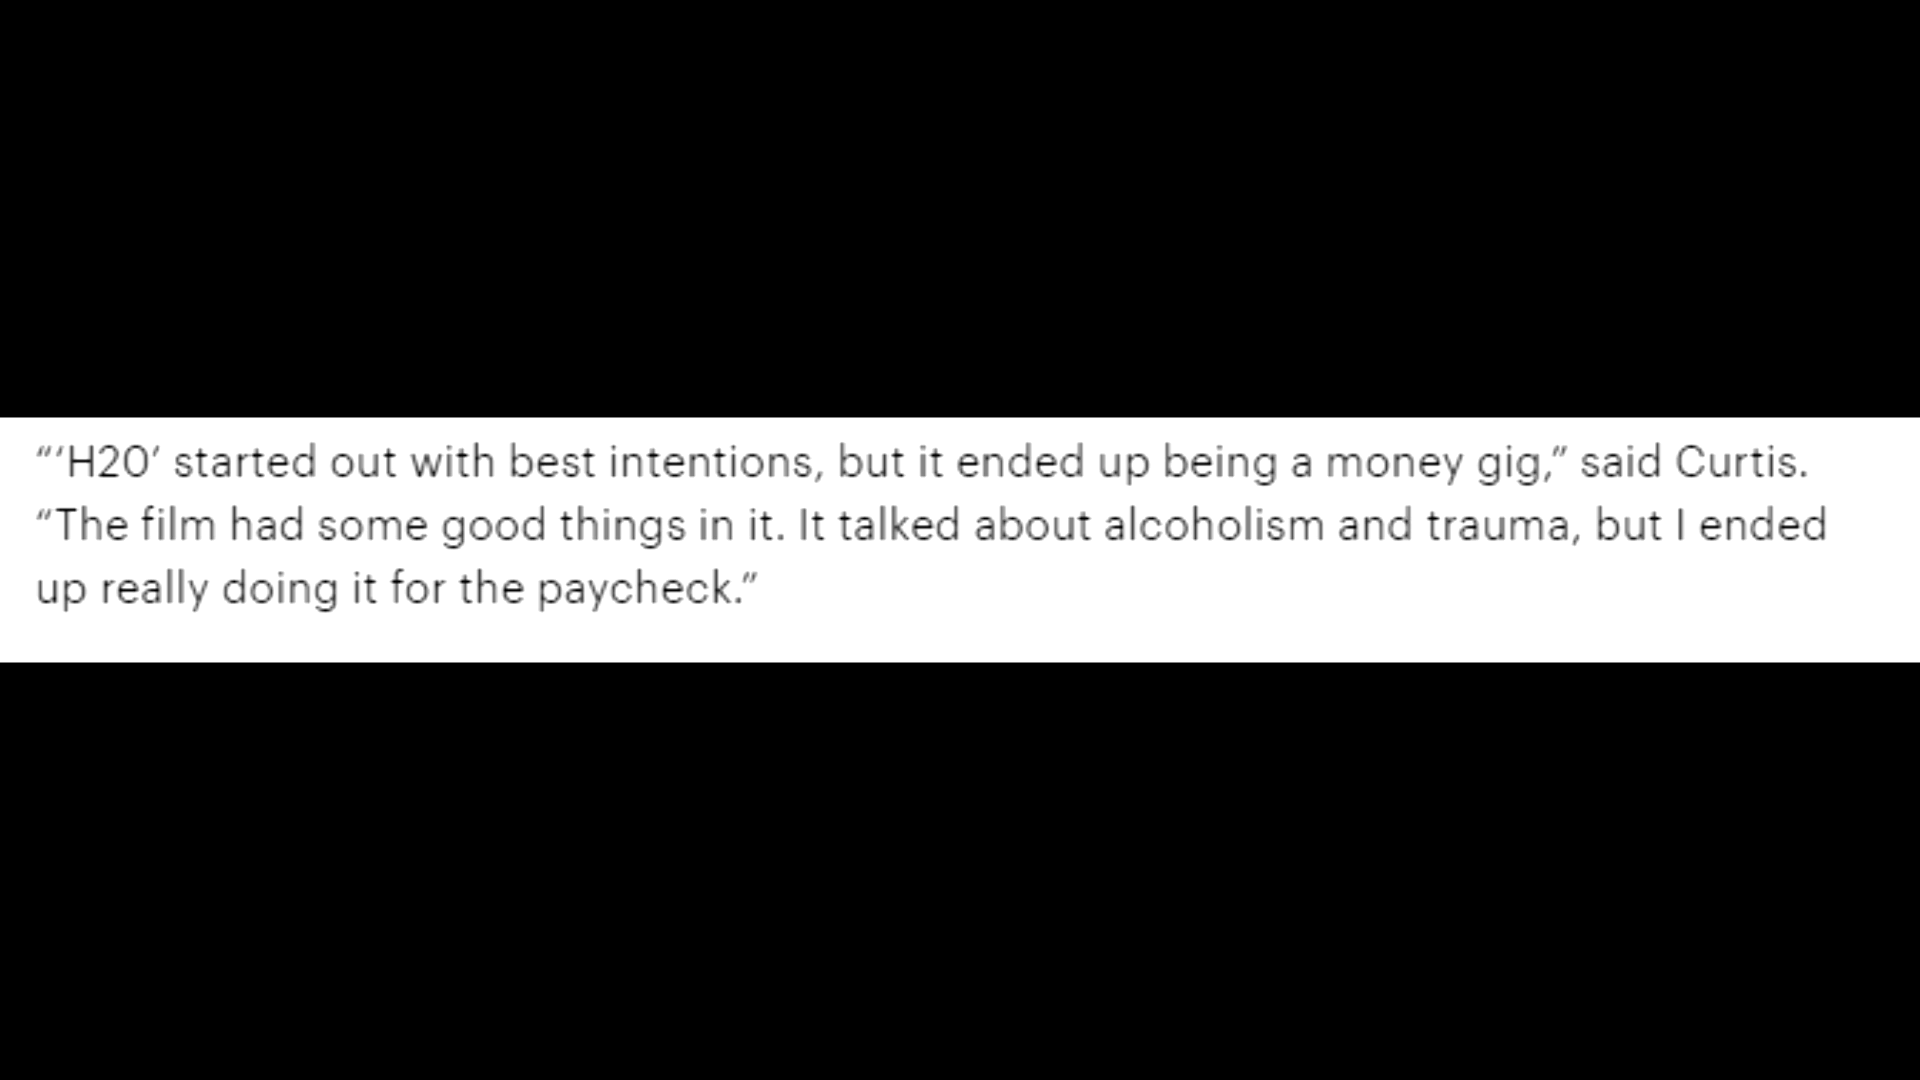 “‘H20’ started out with best intentions, but it ended up being a money gig,” said Curtis.
“The film had some good things in it. It talked about alcoholism and trauma, but I ended
up really doing it for the paycheck.”